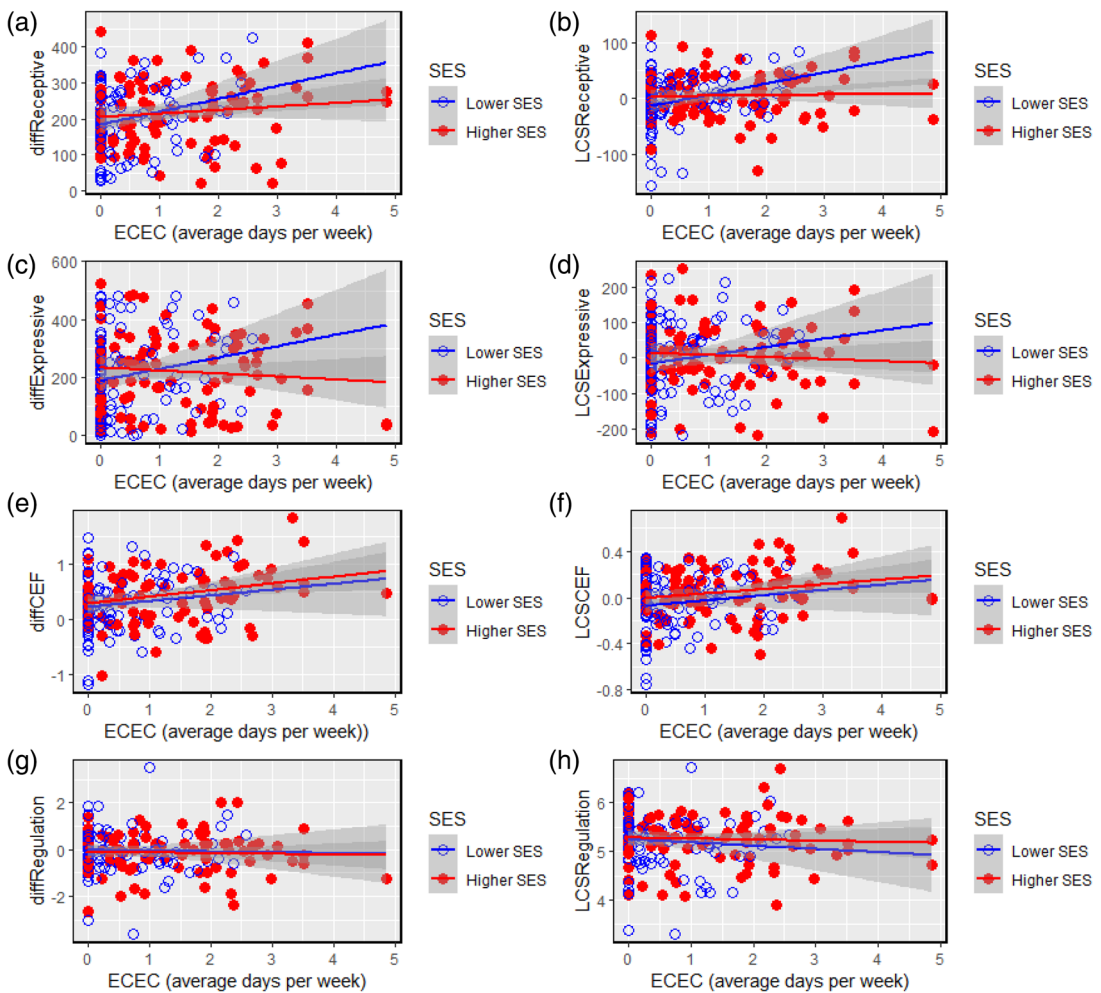 (a)
diffReceptive
400
300
200
100
0
0 1 2 3 4 5
ECEC (average days per week)
SES
Lower SES
Higher SES
(b)
LCSReceptive
100
0
-100
0 1 2 3 4 5
ECEC (average days per week)
SES
Lower SES
Higher SES
(c)
diffExpressive
600
400
200
0
0 1 2 3 4 5
ECEC (average days per week)
SES
Lower SES
Higher SES
(d)
LCSExpressive
200
100
0
-100
-200
0 1 2 3 4 5
ECEC (average days per week)
SES
Lower SES
Higher SES
(e)
diffCEF
1
0
-1
0 1 2 3 4 5
ECEC (average days per week))
SES
Lower SES
Higher SES
(f)
LCSCEF
0.4
0.0
-0.4
-0.8
0 1 2 3 4 5
ECEC (average days per week)
SES
Lower SES
Higher SES
(g)
diffRegulation
2
0
-2
0 1 2 3 4 5
ECEC (average days per week)
SES
Lower SES
Higher SES
(h)
LCSRegulation
6
5
4
0 1 2 3 4 5
ECEC (average days per week)
SES
Lower SES
Higher SES